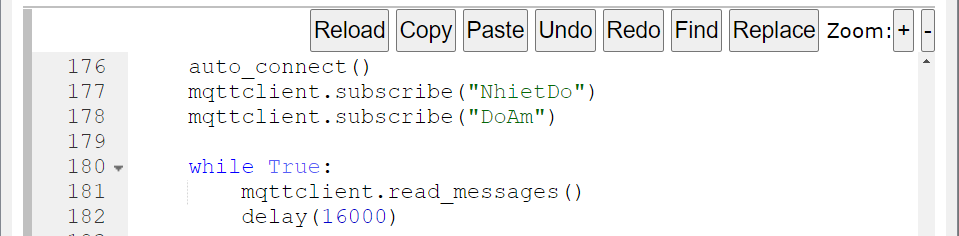 Reload Copy Paste Undo Redo Find Replace Zoom: + -
176 auto_connect()
177 mqttclient.subscribe("NhietDo")
178 mqttclient.subscribe("DoAm")
179
180 while True:
181 mqttclient.read_messages()
182 delay(16000)